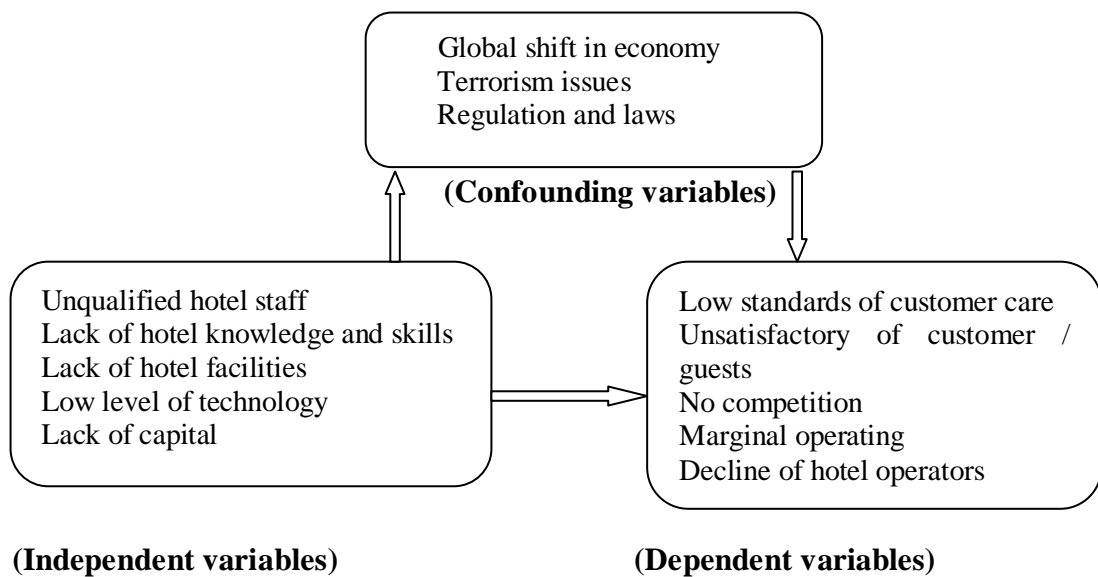 Global shift in economy
Terrorism issues
Regulation and laws
(Confounding variables)
Unqualified hotel staff
Lack of hotel knowledge and skills
Lack of hotel facilities
Low level of technology
Lack of capital
Low standards of customer care
Unsatisfactory of customer /
guests
No competition
Marginal operating
Decline of hotel operators
(Independent variables)
(Dependent variables)